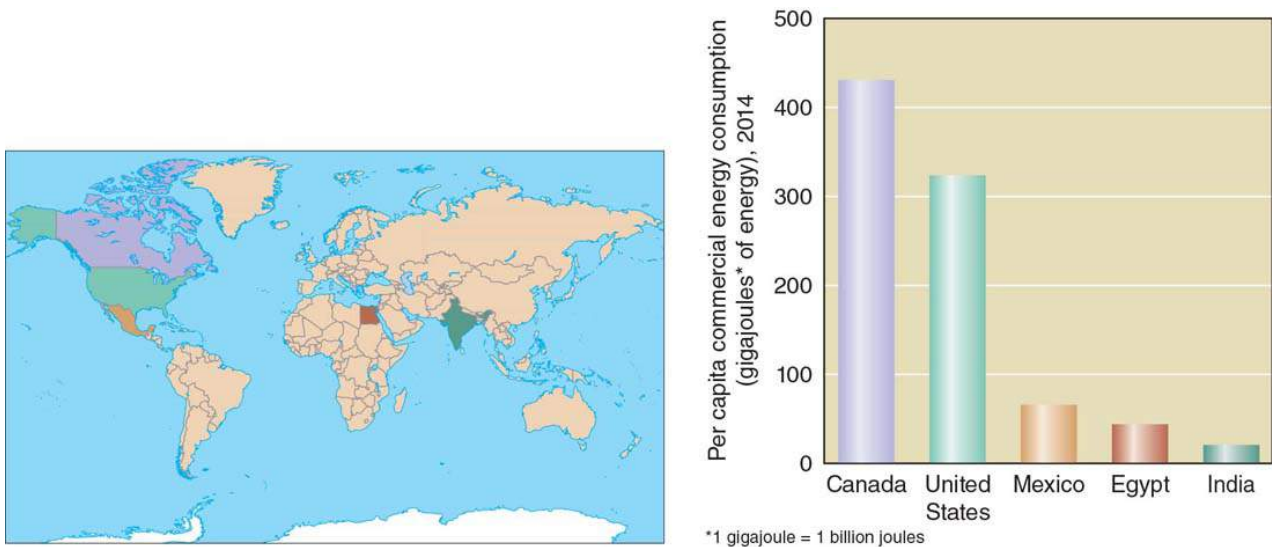 Per capita commercial energy consumption
(gigajoules* of energy), 2014
500
400
300
200
100
0
Canada
United
States
Mexico
Egypt
India
*1 gigajoule = 1 billion joules